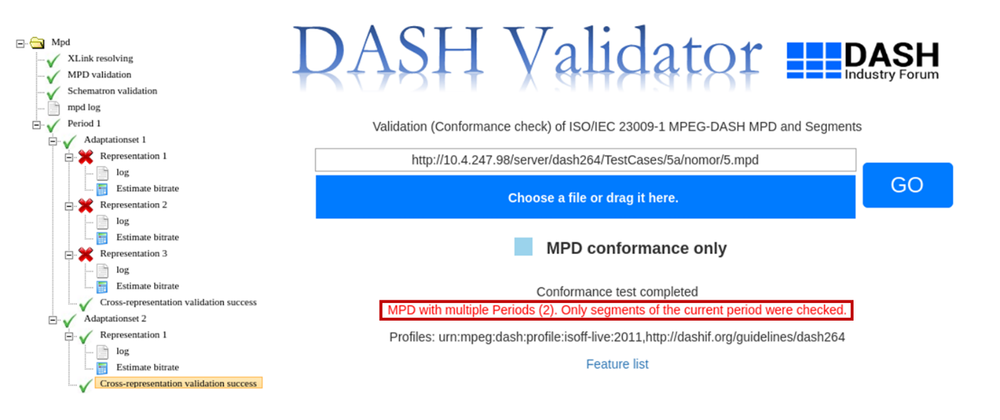 Mpd
XLink resolving
MPD validation
Schematron validation
mpd log
Period 1
Adaptationset 1
Representation 1
log
Estimate bitrate
Representation 2
log
Estimate bitrate
Representation 3
log
Estimate bitrate
Cross-representation validation success
Adaptationset 2
Representation 1
log
Estimate bitrate
Cross-representation validation success
DASH Validator
DASH
Industry Forum
Validation (Conformance check) of ISO/IEC 23009-1 MPEG-DASH MPD and Segments
http://10.4.247.98/server/dash264/TestCases/5a/nomor/5.mpd
Choose a file or drag it here.
GO
MPD conformance only
Conformance test completed
MPD with multiple Periods (2). Only segments of the current period were checked.
Profiles: urn:mpeg:dash:profile:isoff-live:2011,http://dashif.org/guidelines/dash264
Feature list